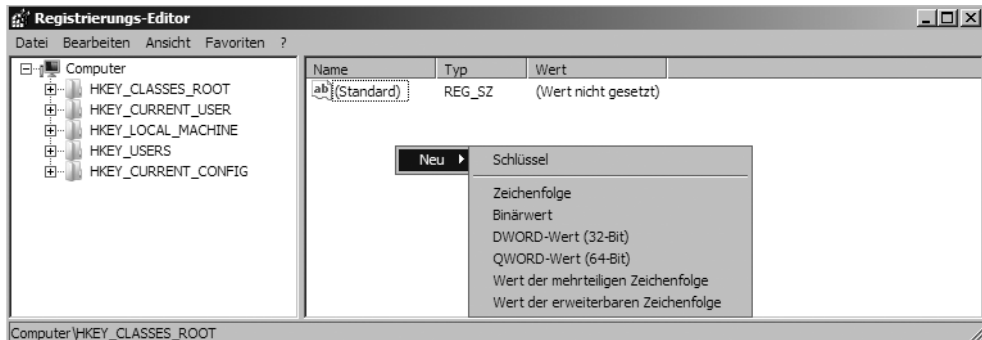 Registrierungs-Editor
Datei Bearbeiten Ansicht Favoriten ?
Computer
HKEY_CLASSES_ROOT
HKEY_CURRENT_USER
HKEY_LOCAL_MACHINE
HKEY_USERS
HKEY_CURRENT_CONFIG
Name Typ Wert
ab (Standard) REG_SZ (Wert nicht gesetzt)
Neu
Schlüssel
Zeichenfolge
Binärwert
DWORD-Wert (32-Bit)
QWORD-Wert (64-Bit)
Wert der mehrteiligen Zeichenfolge
Wert der erweiterbaren Zeichenfolge
Computer\HKEY_CLASSES_ROOT